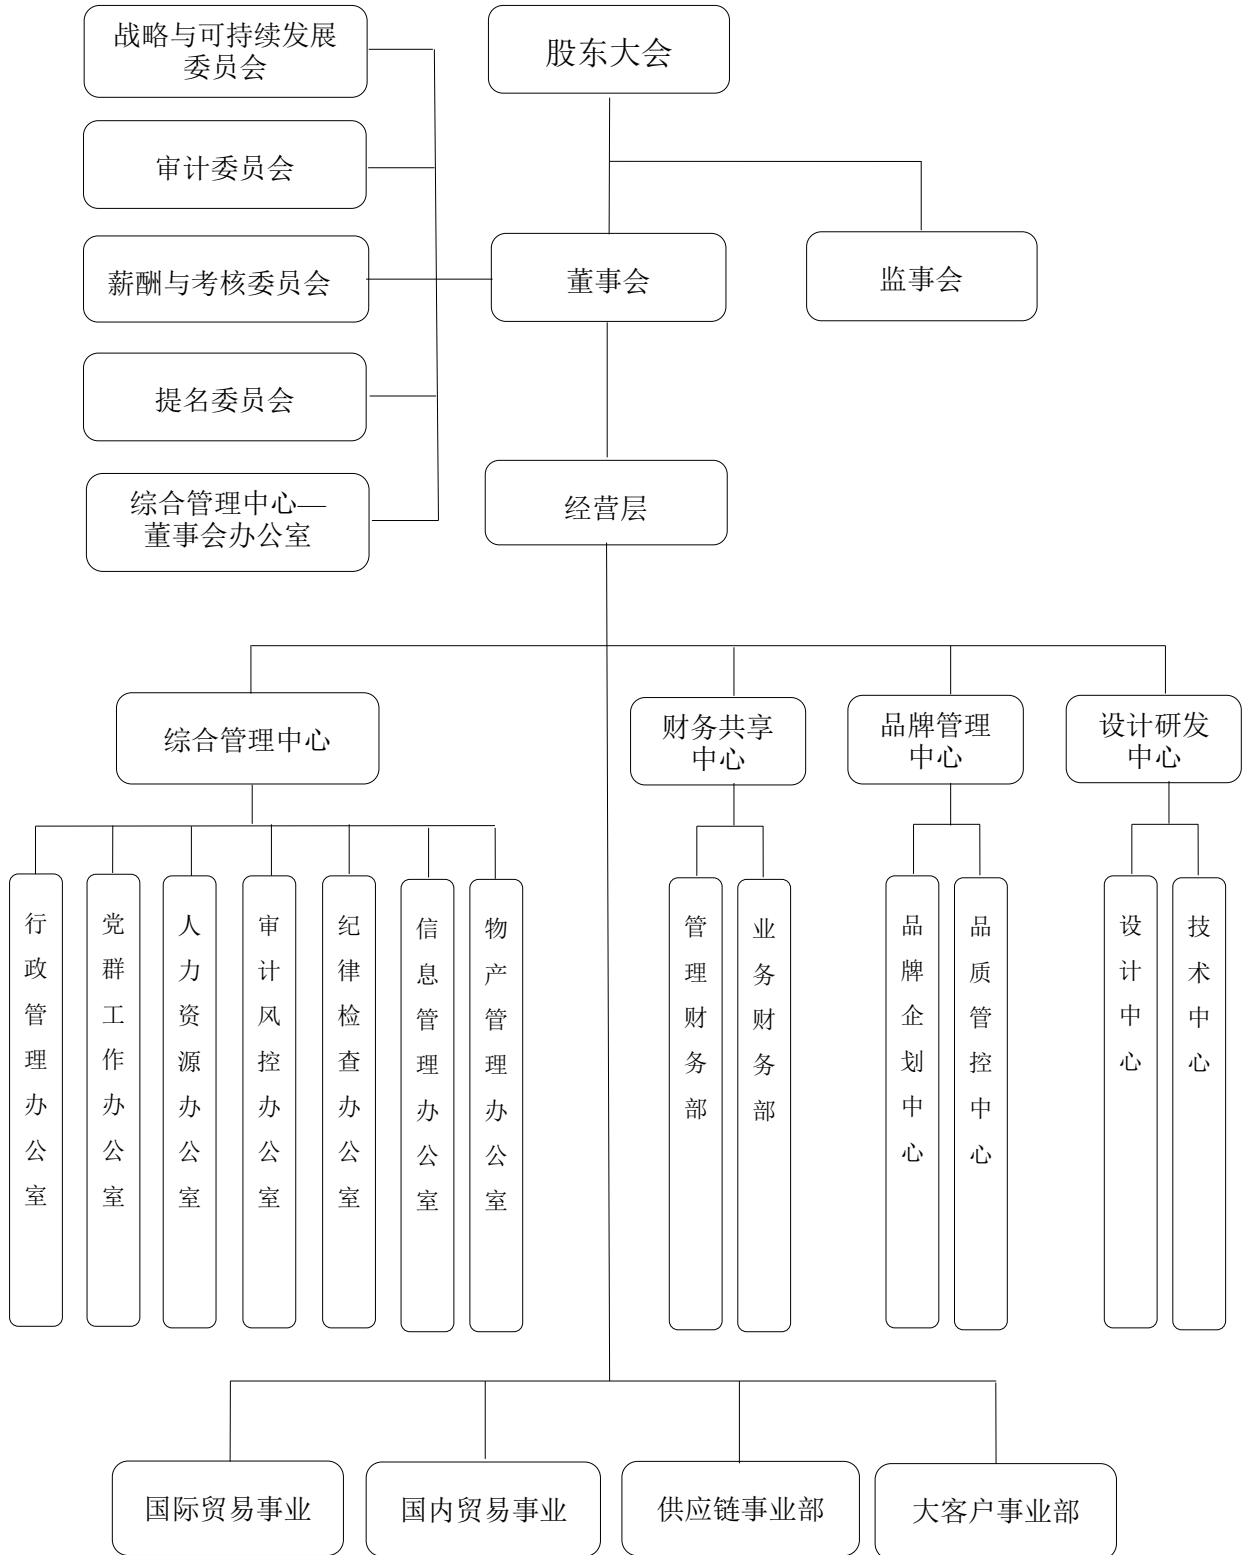 战略与可持续发展
委员会
股东大会
审计委员会
薪酬与考核委员会
董事会
监事会
提名委员会
综合管理中心—
董事会办公室
经营层
综合管理中心
财务共享
中心
品牌管理
中心
设计研发
中心
行政管理办公室
党群工作办公室
人力资源办公室
审计风控办公室
纪律检查办公室
信息管理办公室
物产管理办公室
管理财务部
业务财务部
品牌企划中心
品质管控中心
设计中心
技术中心
国际贸易事业
国内贸易事业
供应链事业部
大客户事业部